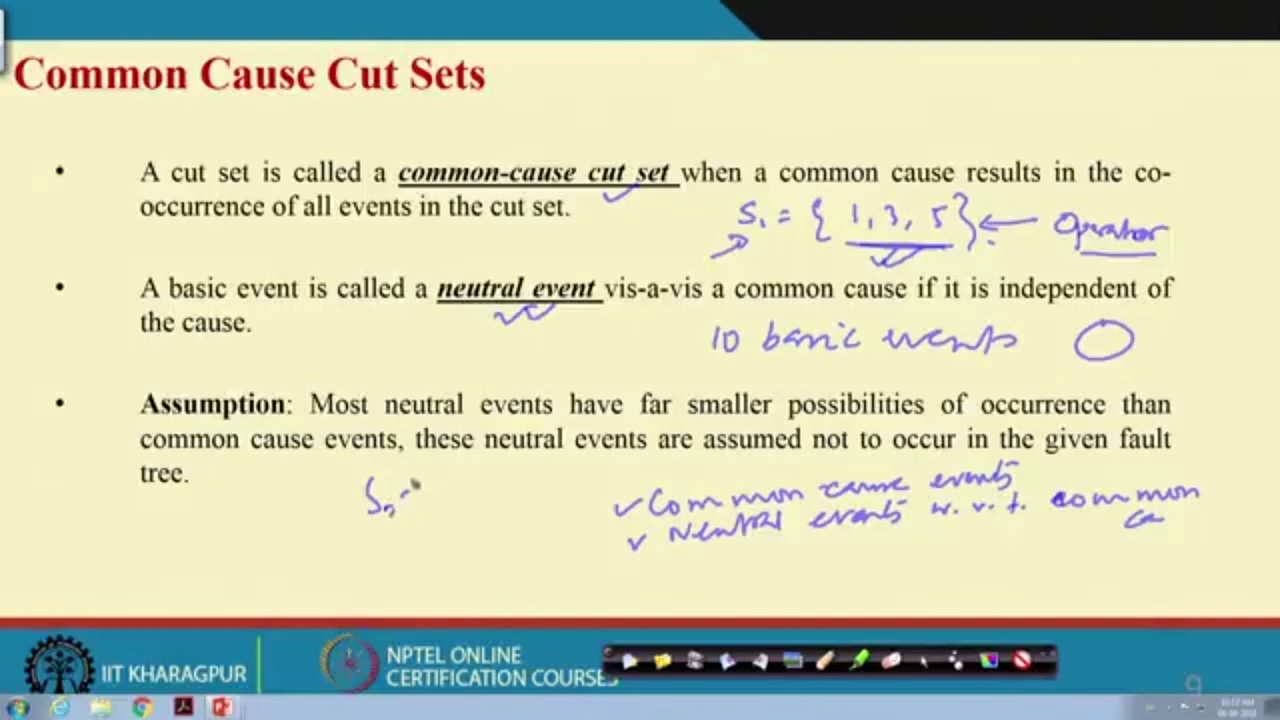 Common Cause Cut Sets
• A cut set is called a common-cause cut set when a common cause results in the co-
occurrence of all events in the cut set.
S₁ = { 1, 3, 5 } ← Operator
• A basic event is called a neutral event vis-a-vis a common cause if it is independent of
the cause.
10 basic events
• Assumption: Most neutral events have far smaller possibilities of occurrence than
common cause events, these neutral events are assumed not to occur in the given fault
tree.
✓ Common cause events
✓ Neutral events w.r.t. common
ca
IIT KHARAGPUR
NPTEL ONLINE
CERTIFICATION COURSES
9